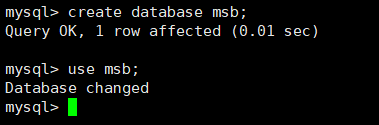 mysql> create database msb;
Query OK, 1 row affected (0.01 sec)
mysql> use msb;
Database changed
mysql>